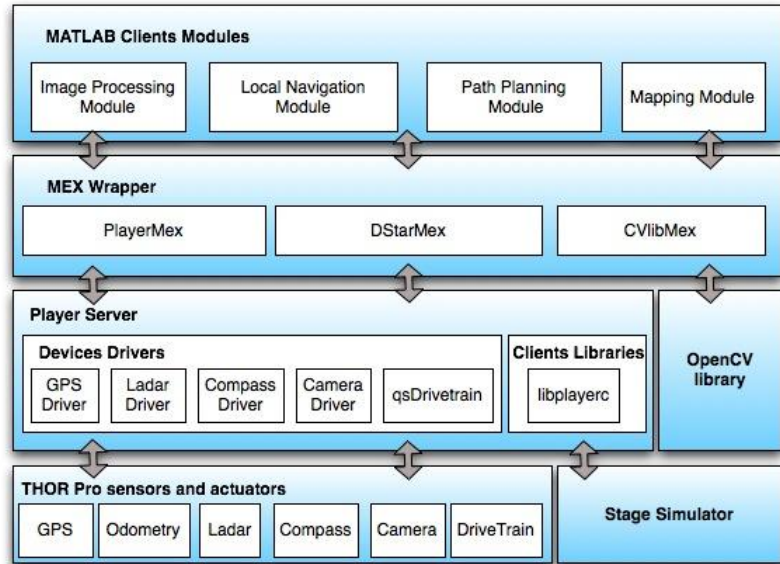 MATLAB Clients Modules
Image Processing
Module
Local Navigation
Module
Path Planning
Module
Mapping Module
MEX Wrapper
PlayerMex
DStarMex
CVlibMex
Player Server
Devices Drivers
GPS
Driver
Ladar
Driver
Compass
Driver
Camera
Driver
qsDrivetrain
Clients Libraries
libplayerc
OpenCV
library
THOR Pro sensors and actuators
GPS
Odometry
Ladar
Compass
Camera
DriveTrain
Stage Simulator